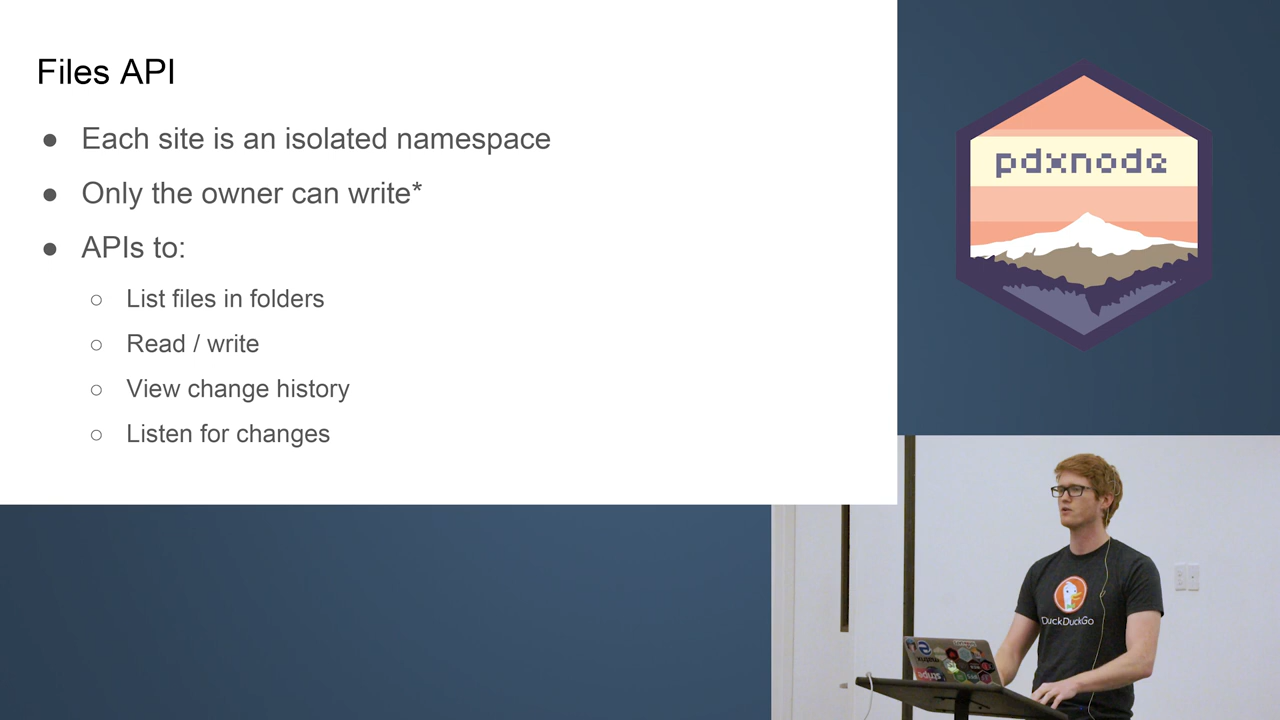 Files API
● Each site is an isolated namespace
● Only the owner can write*
● APIs to:
○ List files in folders
○ Read / write
○ View change history
○ Listen for changes
pdxnode
DuckDuckGo
stripe